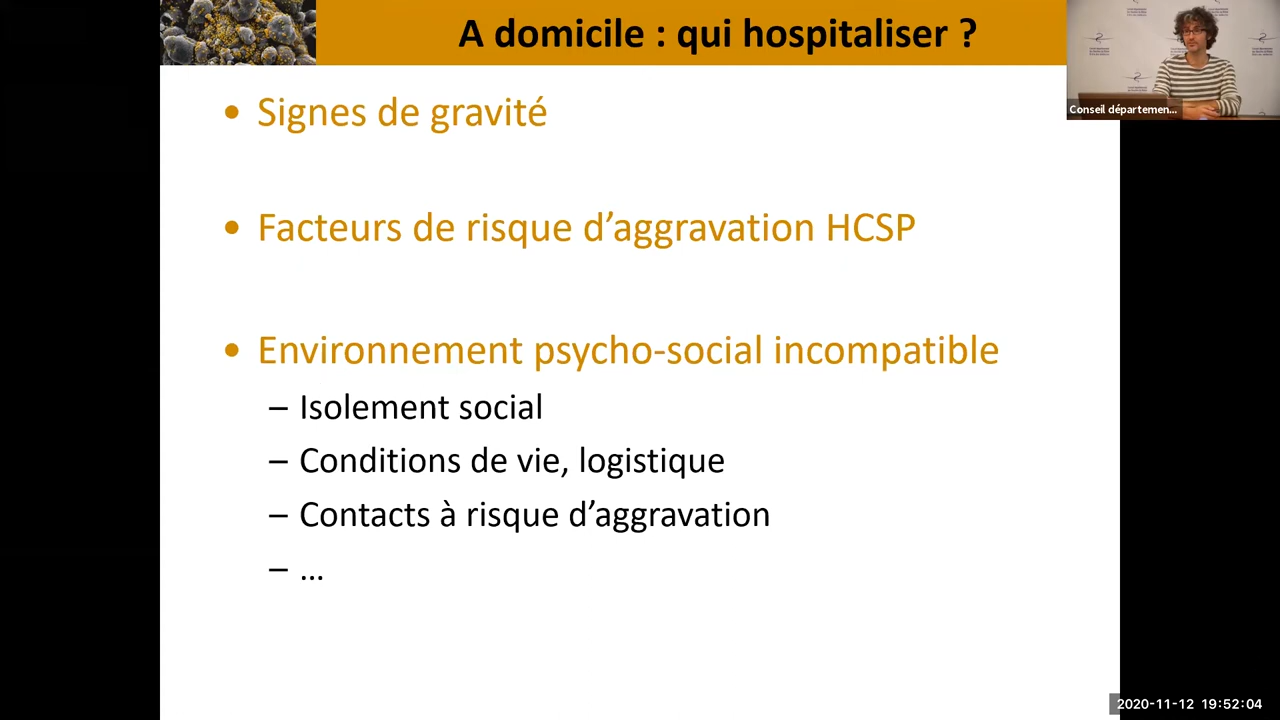 A domicile : qui hospitaliser ?
Conseil départemen...
• Signes de gravité
• Facteurs de risque d’aggravation HCSP
• Environnement psycho-social incompatible
– Isolement social
– Conditions de vie, logistique
– Contacts à risque d’aggravation
– ...
2020-11-12 19:52:04